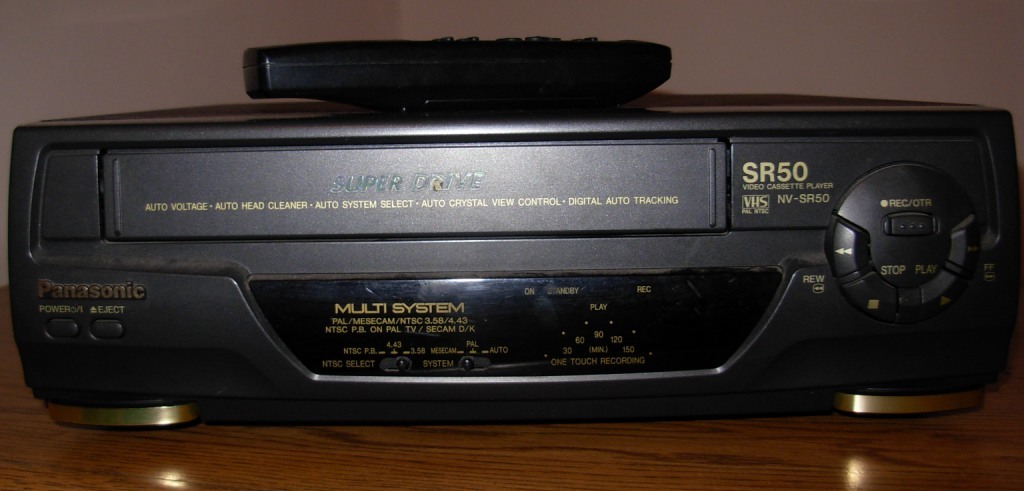 SUPER DRIVE
AUTO VOLTAGE • AUTO HEAD CLEANER • AUTO SYSTEM SELECT • AUTO CRYSTAL VIEW CONTROL • DIGITAL AUTO TRACKING
SR50
VIDEO CASSETTE PLAYER
VHS NV-SR50
PAL NTSC
●REC/OTR
STOP PLAY
REW
FF
Panasonic
POWER⏻/I ⏏EJECT
MULTI SYSTEM
PAL/MESECAM/NTSC 3.58/4.43
NTSC P.B. ON PAL TV / SECAM D/K
4.43
NTSC P.B. 3.58
PAL
MESECAM AUTO
NTSC SELECT SYSTEM
ON STANDBY REC
PLAY
30 60 90 120 150
(MIN.)
ONE TOUCH RECORDING